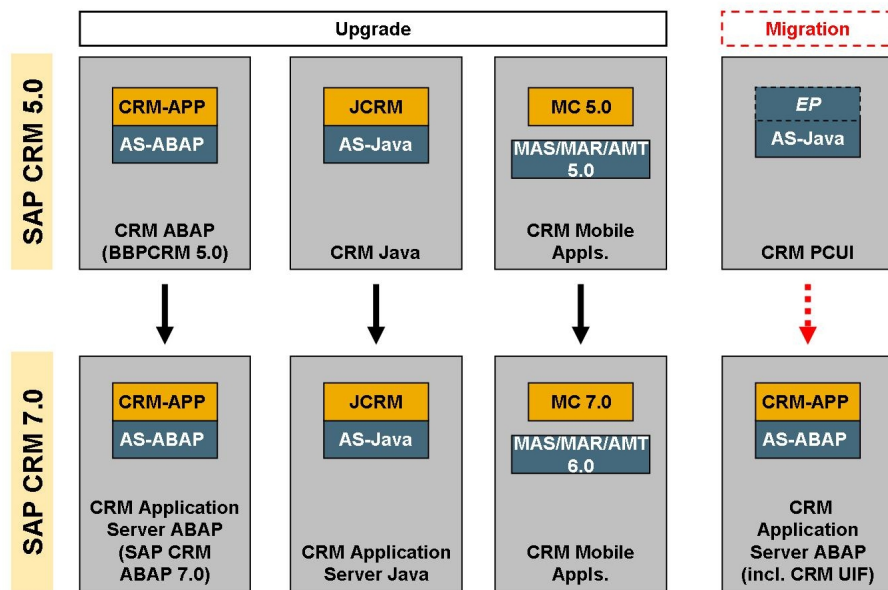 Upgrade
Migration
SAP CRM 5.0
CRM-APP
AS-ABAP
CRM ABAP
(BBPCRM 5.0)
JCRM
AS-Java
CRM Java
MC 5.0
MAS/MAR/AMT
5.0
CRM Mobile
Appls.
EP
AS-Java
CRM PCUI
SAP CRM 7.0
CRM-APP
AS-ABAP
CRM Application
Server ABAP
(SAP CRM
ABAP 7.0)
JCRM
AS-Java
CRM Application
Server Java
MC 7.0
MAS/MAR/AMT
6.0
CRM Mobile
Appls.
CRM-APP
AS-ABAP
CRM
Application
Server ABAP
(incl. CRM UIF)